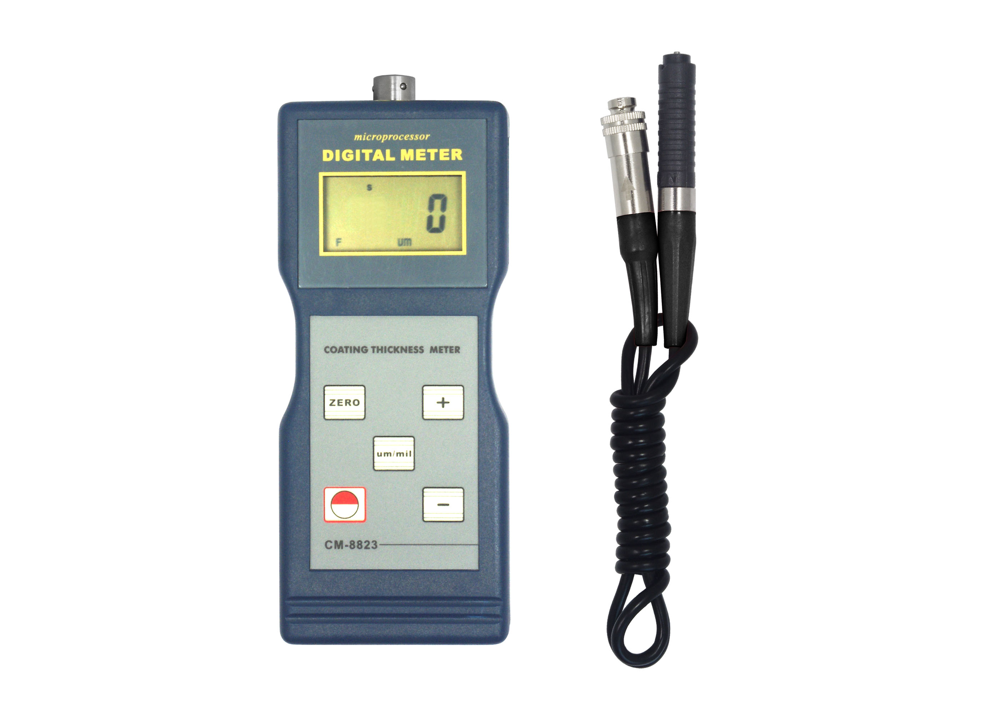 microprocessor
DIGITAL METER
s
0
F um
COATING THICKNESS METER
ZERO +
um/mil
-
CM-8823